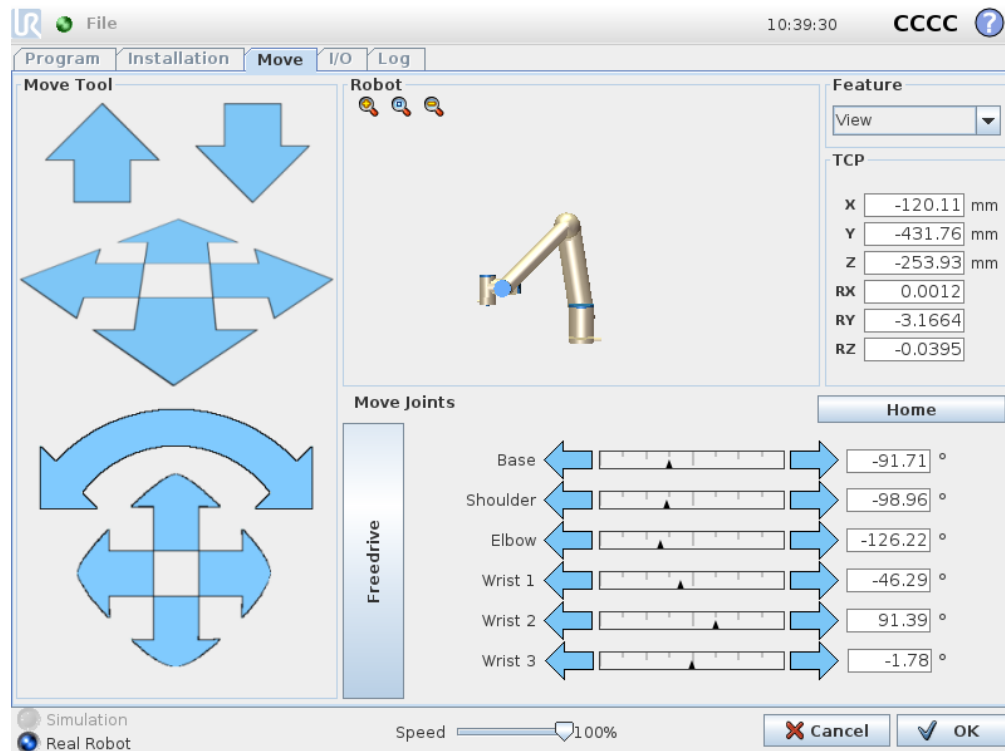 UR File 10:39:30 CCCC ?
Program Installation Move I/O Log
Move Tool
Robot
Feature
View
TCP
X -120.11 mm
Y -431.76 mm
Z -253.93 mm
RX 0.0012
RY -3.1664
RZ -0.0395
Move Joints
Home
Freedrive
Base -91.71 °
Shoulder -98.96 °
Elbow -126.22 °
Wrist 1 -46.29 °
Wrist 2 91.39 °
Wrist 3 -1.78 °
Simulation
Real Robot
Speed 100%
Cancel
OK